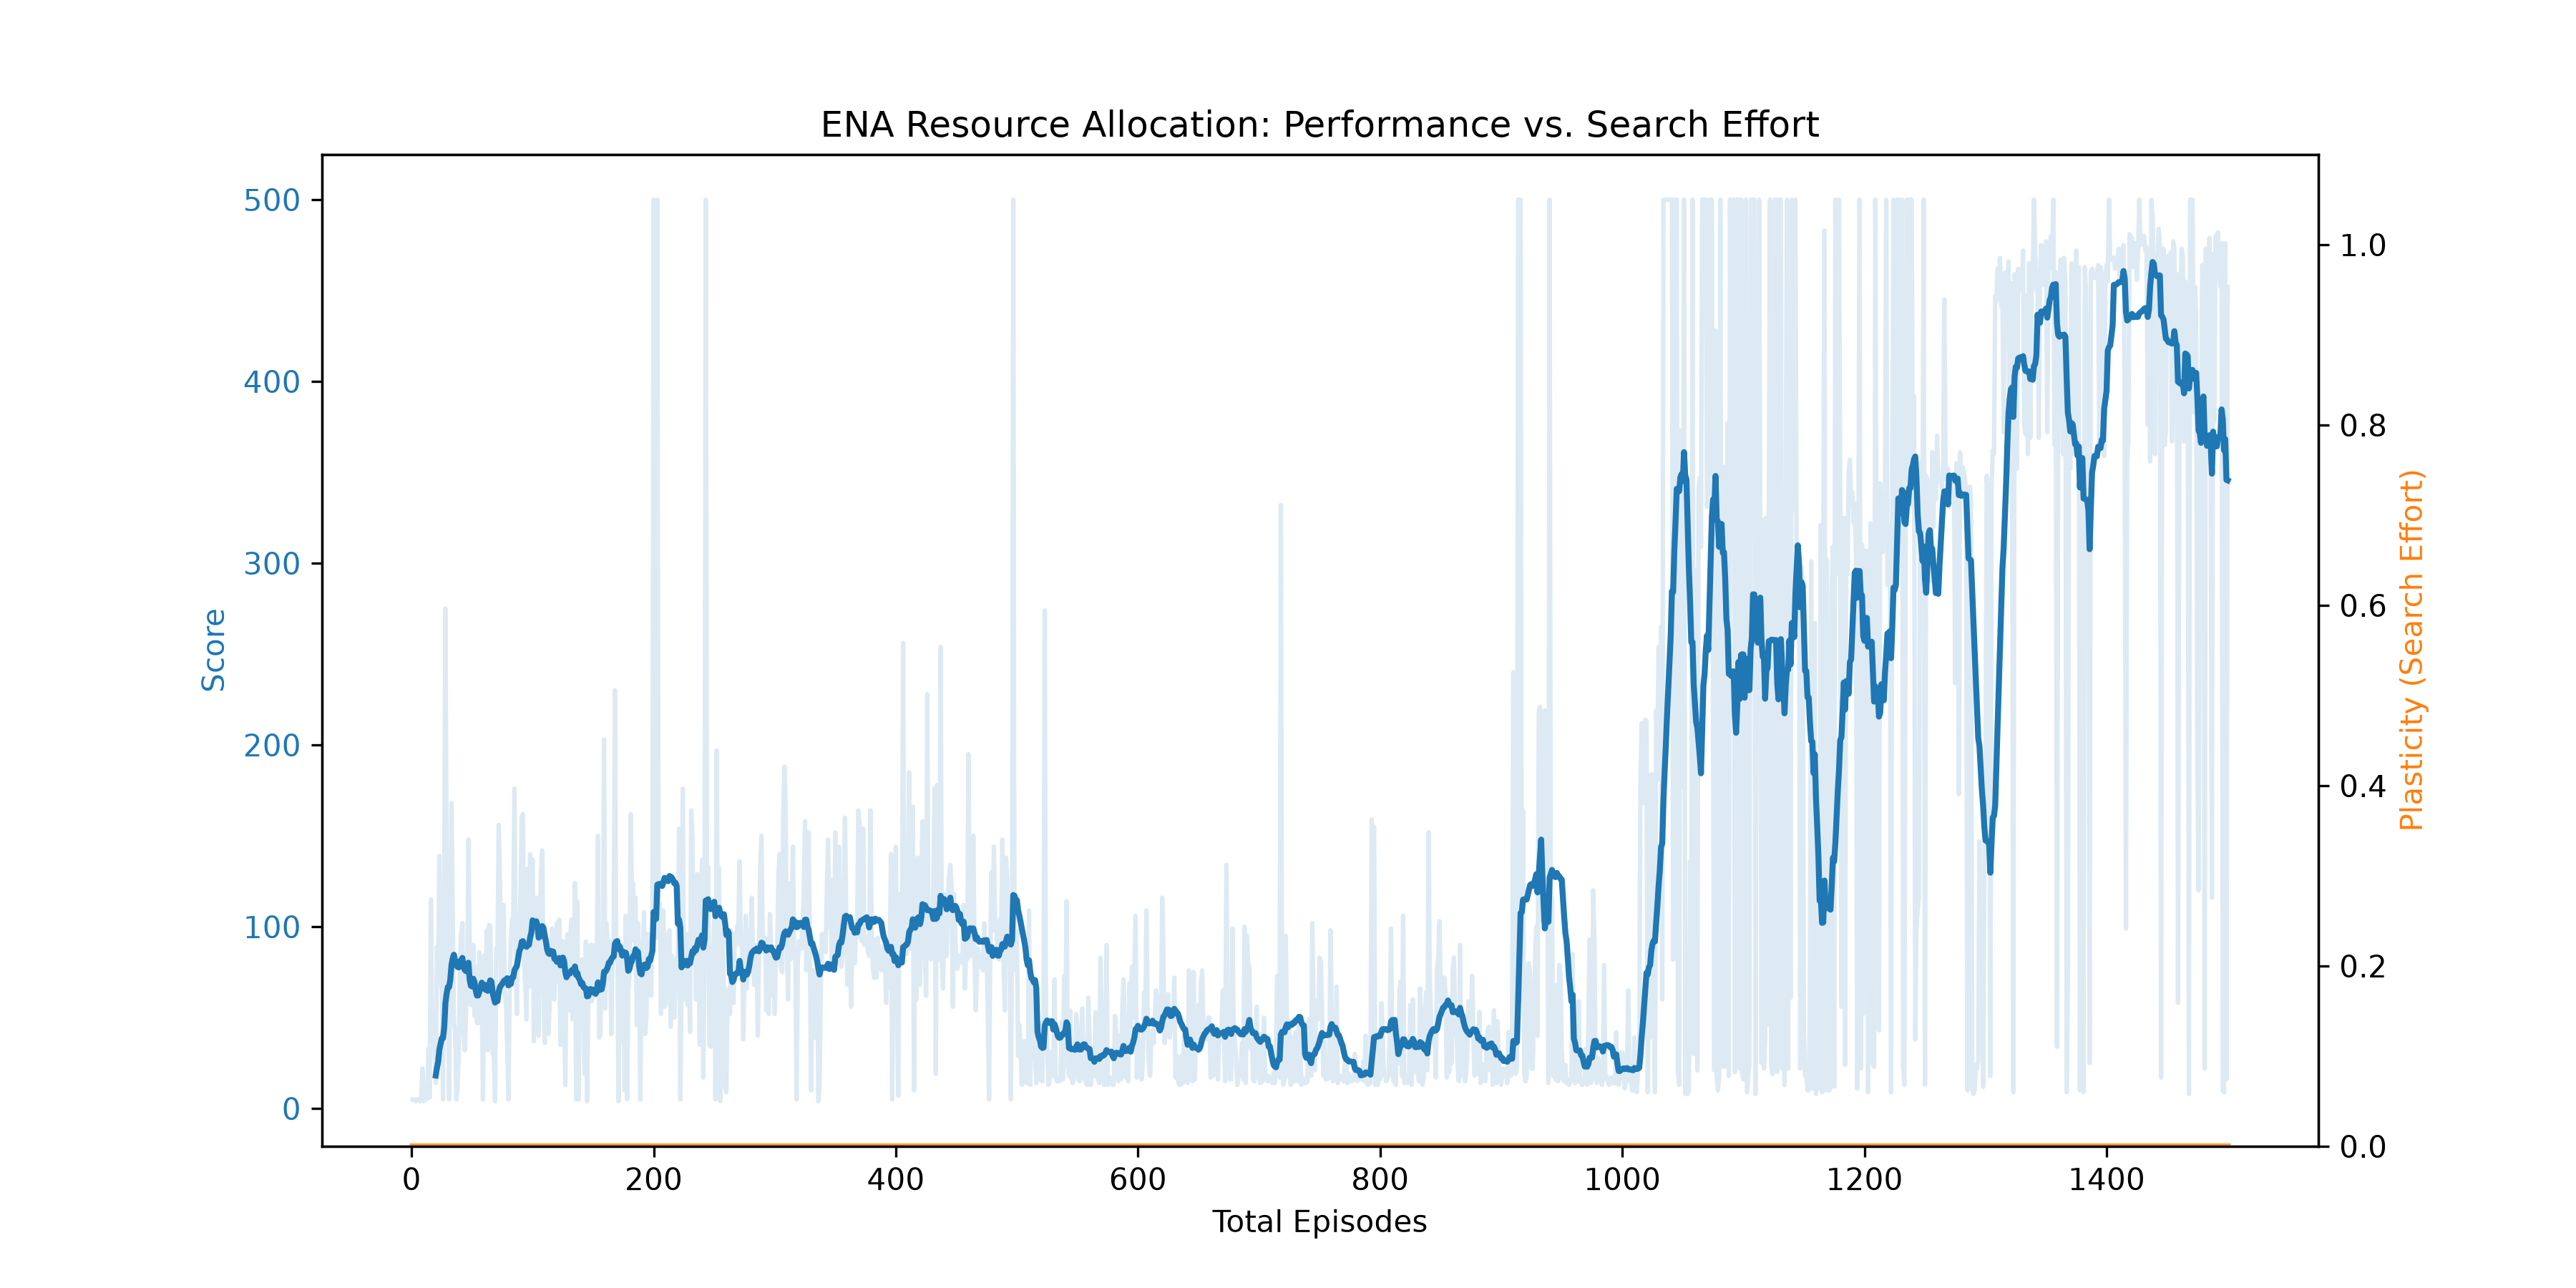 ENA Resource Allocation: Performance vs. Search Effort
500
400
300
200
100
0
Score
1.0
0.8
0.6
0.4
0.2
0.0
Plasticity (Search Effort)
0 200 400 600 800 1000 1200 1400
Total Episodes